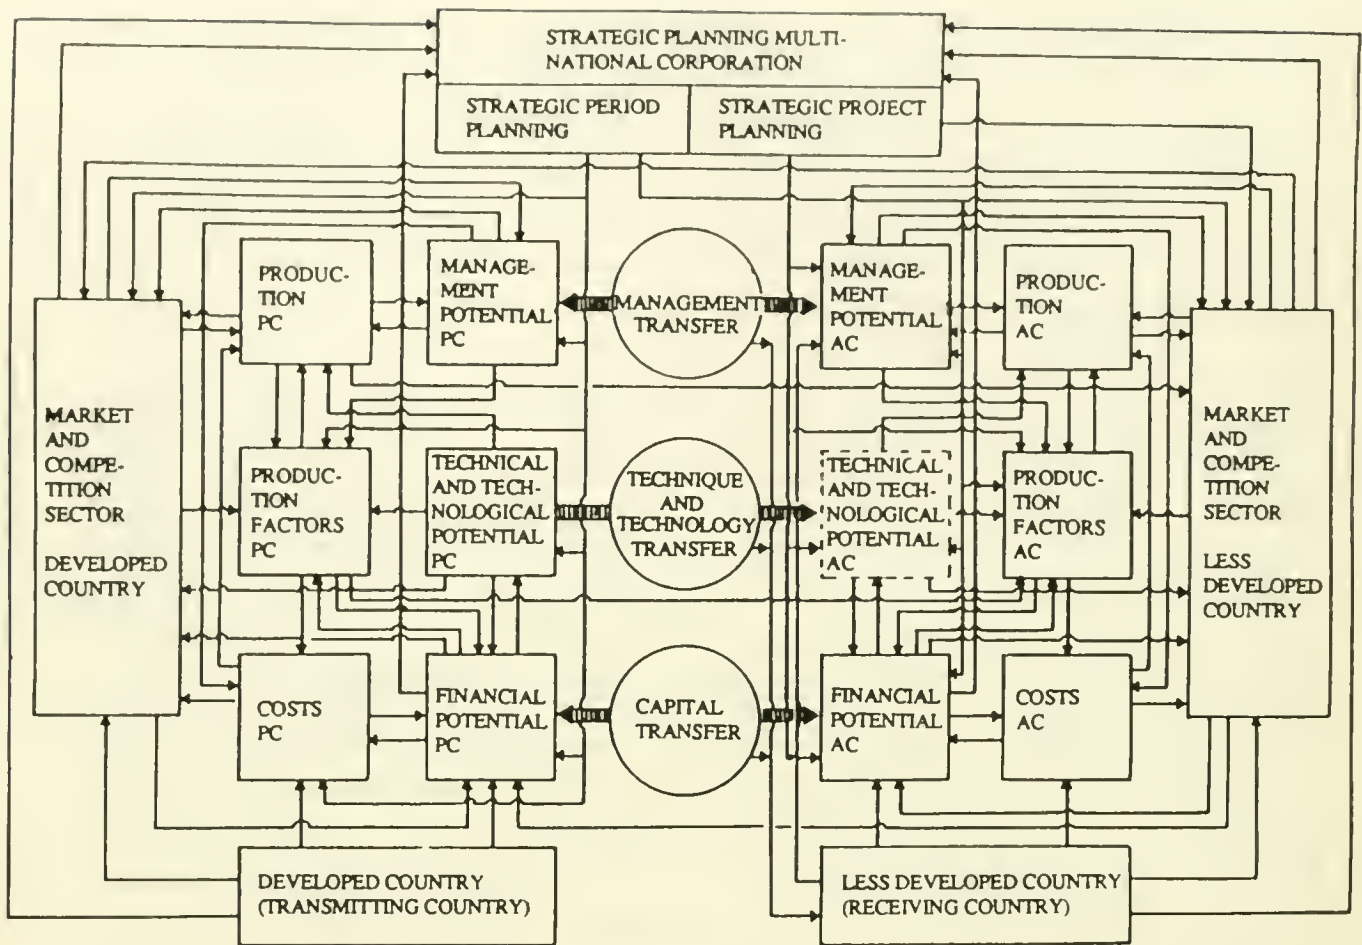 STRATEGIC PLANNING MULTI-
NATIONAL CORPORATION
STRATEGIC PERIOD
PLANNING
STRATEGIC PROJECT
PLANNING
PRODUC-
TION
PC
MANAGE-
MENT
POTENTIAL
PC
MANAGEMENT
TRANSFER
MANAGE-
MENT
POTENTIAL
AC
PRODUC-
TION
AC
MARKET
AND
COMPE-
TITION
SECTOR
DEVELOPED
COUNTRY
PRODUC-
TION
FACTORS
PC
TECHNICAL
AND TECH-
NOLOGICAL
POTENTIAL
PC
TECHNIQUE
AND
TECHNOLOGY
TRANSFER
TECHNICAL
AND TECH-
NOLOGICAL
POTENTIAL
AC
PRODUC-
TION
FACTORS
AC
MARKET
AND
COMPE-
TITION
SECTOR
LESS
DEVELOPED
COUNTRY
COSTS
PC
FINANCIAL
POTENTIAL
PC
CAPITAL
TRANSFER
FINANCIAL
POTENTIAL
AC
COSTS
AC
DEVELOPED COUNTRY
(TRANSMITTING COUNTRY)
LESS DEVELOPED COUNTRY
(RECEIVING COUNTRY)